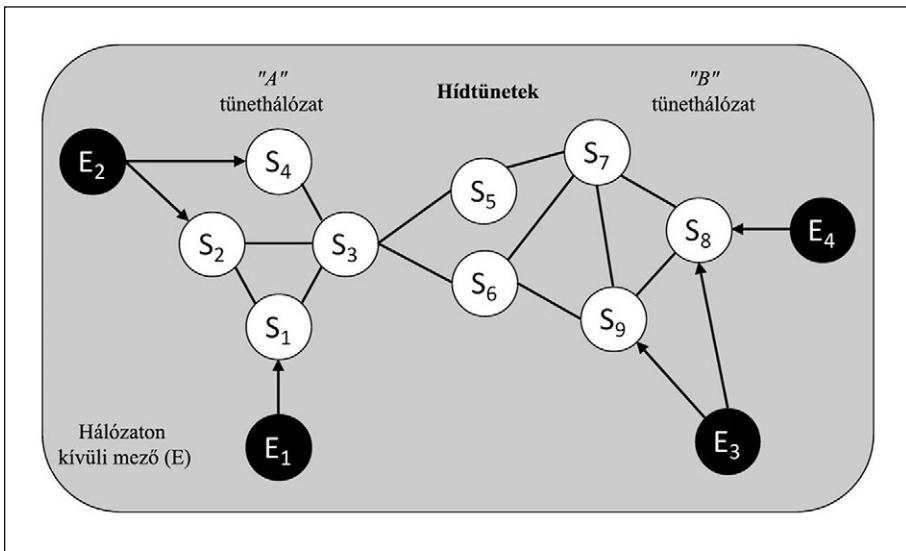 "A"
tünethálózat
Hídtünetek
"B"
tünethálózat
E₂
S₄
S₅
S₇
S₂
S₃
S₈
E₄
S₆
S₁
S₉
Hálózaton
kívüli mező (E)
E₁
E₃